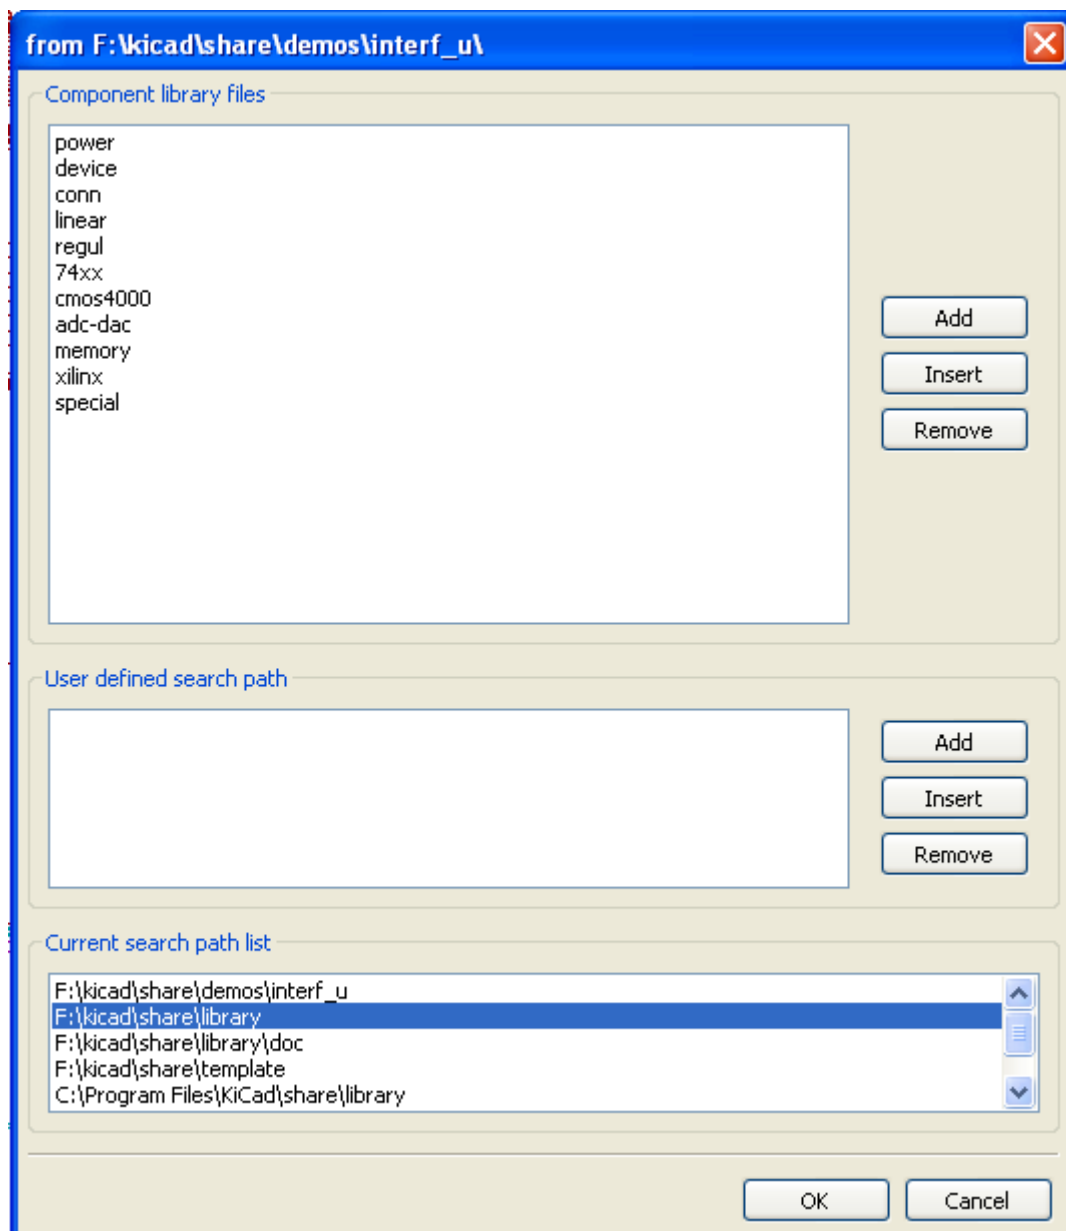 from F:\kicad\share\demos\interf_u\
Component library files
power
device
conn
linear
regul
74xx
cmos4000
adc-dac
memory
xilinx
special
Add
Insert
Remove
User defined search path
Add
Insert
Remove
Current search path list
F:\kicad\share\demos\interf_u
F:\kicad\share\library
F:\kicad\share\library\doc
F:\kicad\share\template
C:\Program Files\KiCad\share\library
OK
Cancel